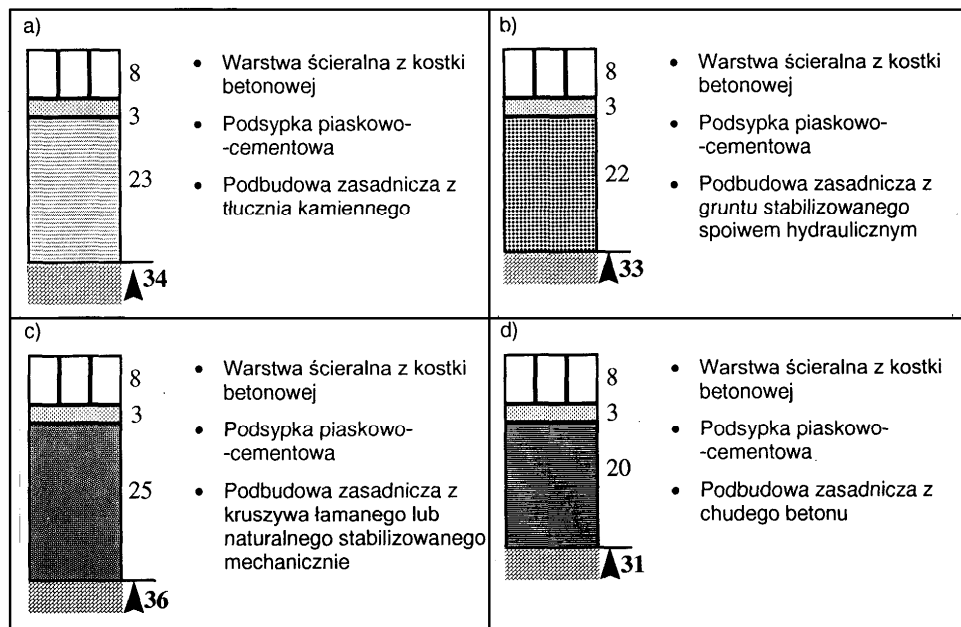 a)
8
3
23
34
• Warstwa ścieralna z kostki
betonowej
• Podsypka piaskowo-
-cementowa
• Podbudowa zasadnicza z
tłucznia kamiennego
b)
8
3
22
33
• Warstwa ścieralna z kostki
betonowej
• Podsypka piaskowo-
-cementowa
• Podbudowa zasadnicza z
gruntu stabilizowanego
spoiwem hydraulicznym
c)
8
3
25
36
• Warstwa ścieralna z kostki
betonowej
• Podsypka piaskowo-
-cementowa
• Podbudowa zasadnicza z
kruszywa łamanego lub
naturalnego stabilizowanego
mechanicznie
d)
8
3
20
31
• Warstwa ścieralna z kostki
betonowej
• Podsypka piaskowo-
-cementowa
• Podbudowa zasadnicza z
chudego betonu